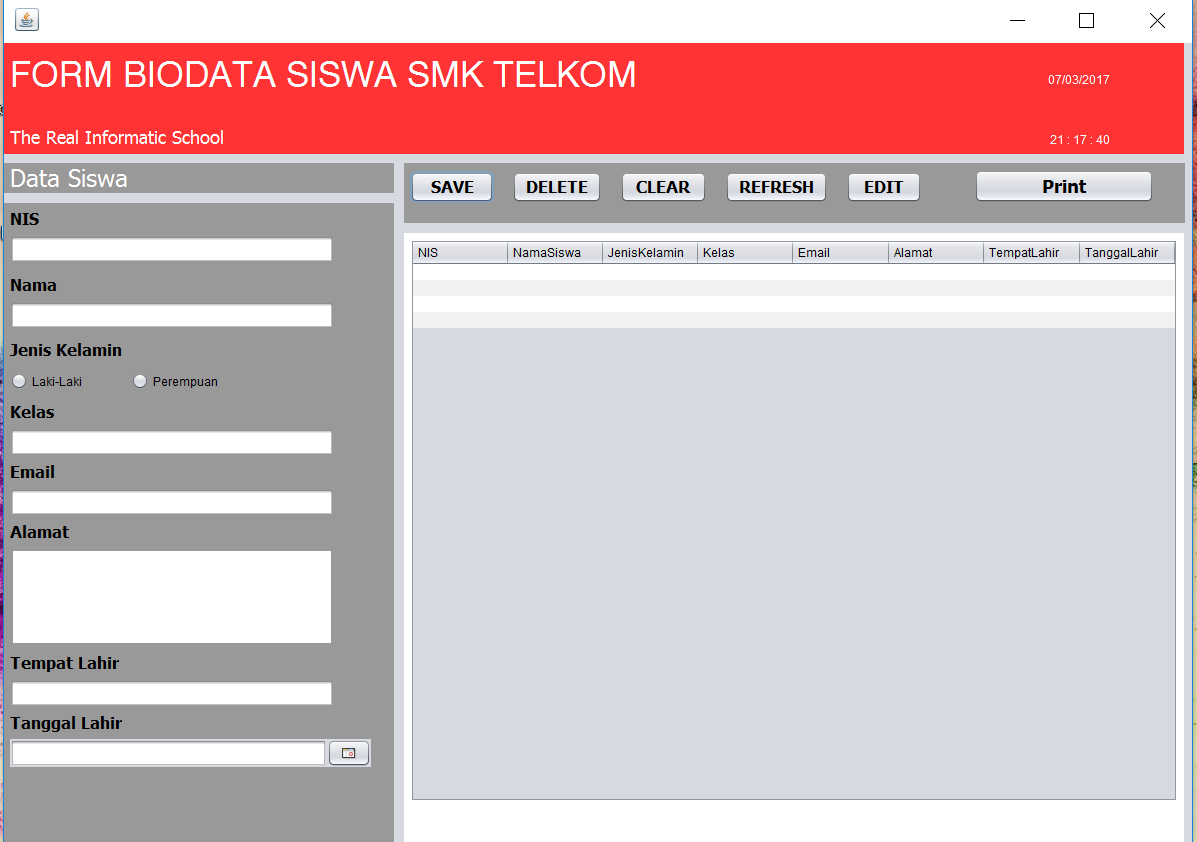 FORM BIODATA SISWA SMK TELKOM
07/03/2017
The Real Informatic School
21 : 17 : 40
Data Siswa
SAVE DELETE CLEAR REFRESH EDIT Print
NIS
Nama
Jenis Kelamin
Laki-Laki Perempuan
Kelas
Email
Alamat
Tempat Lahir
Tanggal Lahir
NIS NamaSiswa JenisKelamin Kelas Email Alamat TempatLahir TanggalLahir